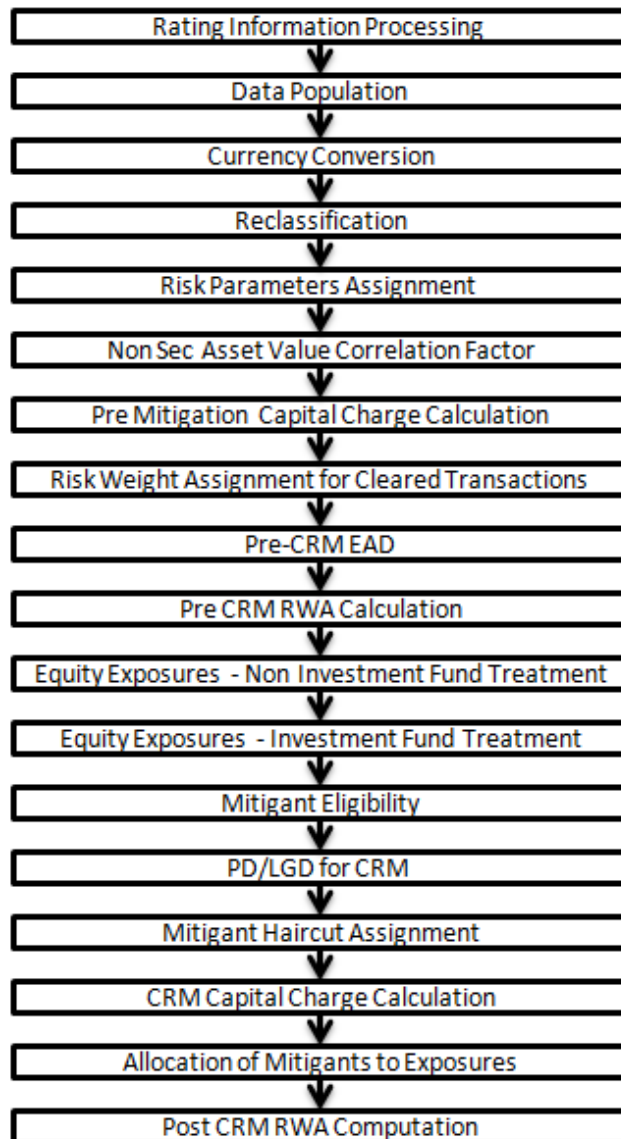 Rating Information Processing
Data Population
Currency Conversion
Reclassification
Risk Parameters Assignment
Non Sec Asset Value Correlation Factor
Pre Mitigation Capital Charge Calculation
Risk Weight Assignment for Cleared Transactions
Pre-CRM EAD
Pre CRM RWA Calculation
Equity Exposures - Non Investment Fund Treatment
Equity Exposures - Investment Fund Treatment
Mitigant Eligibility
PD/LGD for CRM
Mitigant Haircut Assignment
CRM Capital Charge Calculation
Allocation of Mitigants to Exposures
Post CRM RWA Computation